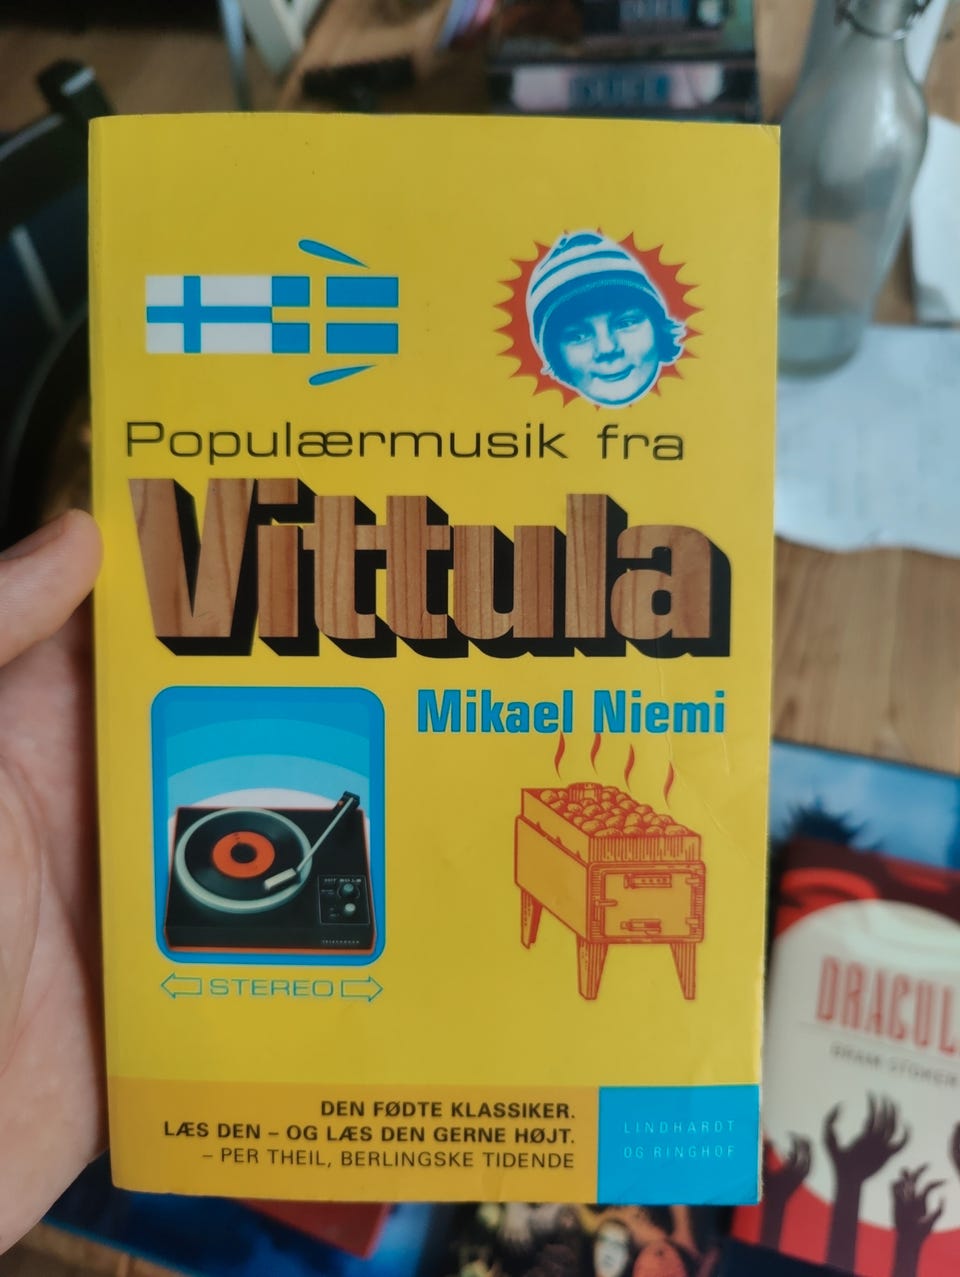 Populærmusik fra
Vittula
Mikael Niemi
STEREO
DEN FØDTE KLASSIKER.
LÆS DEN – OG LÆS DEN GERNE HØJT.
– PER THEIL, BERLINGSKE TIDENDE
LINDHARDT
OG RINGHOF
DRACUL
BRAM STOKER